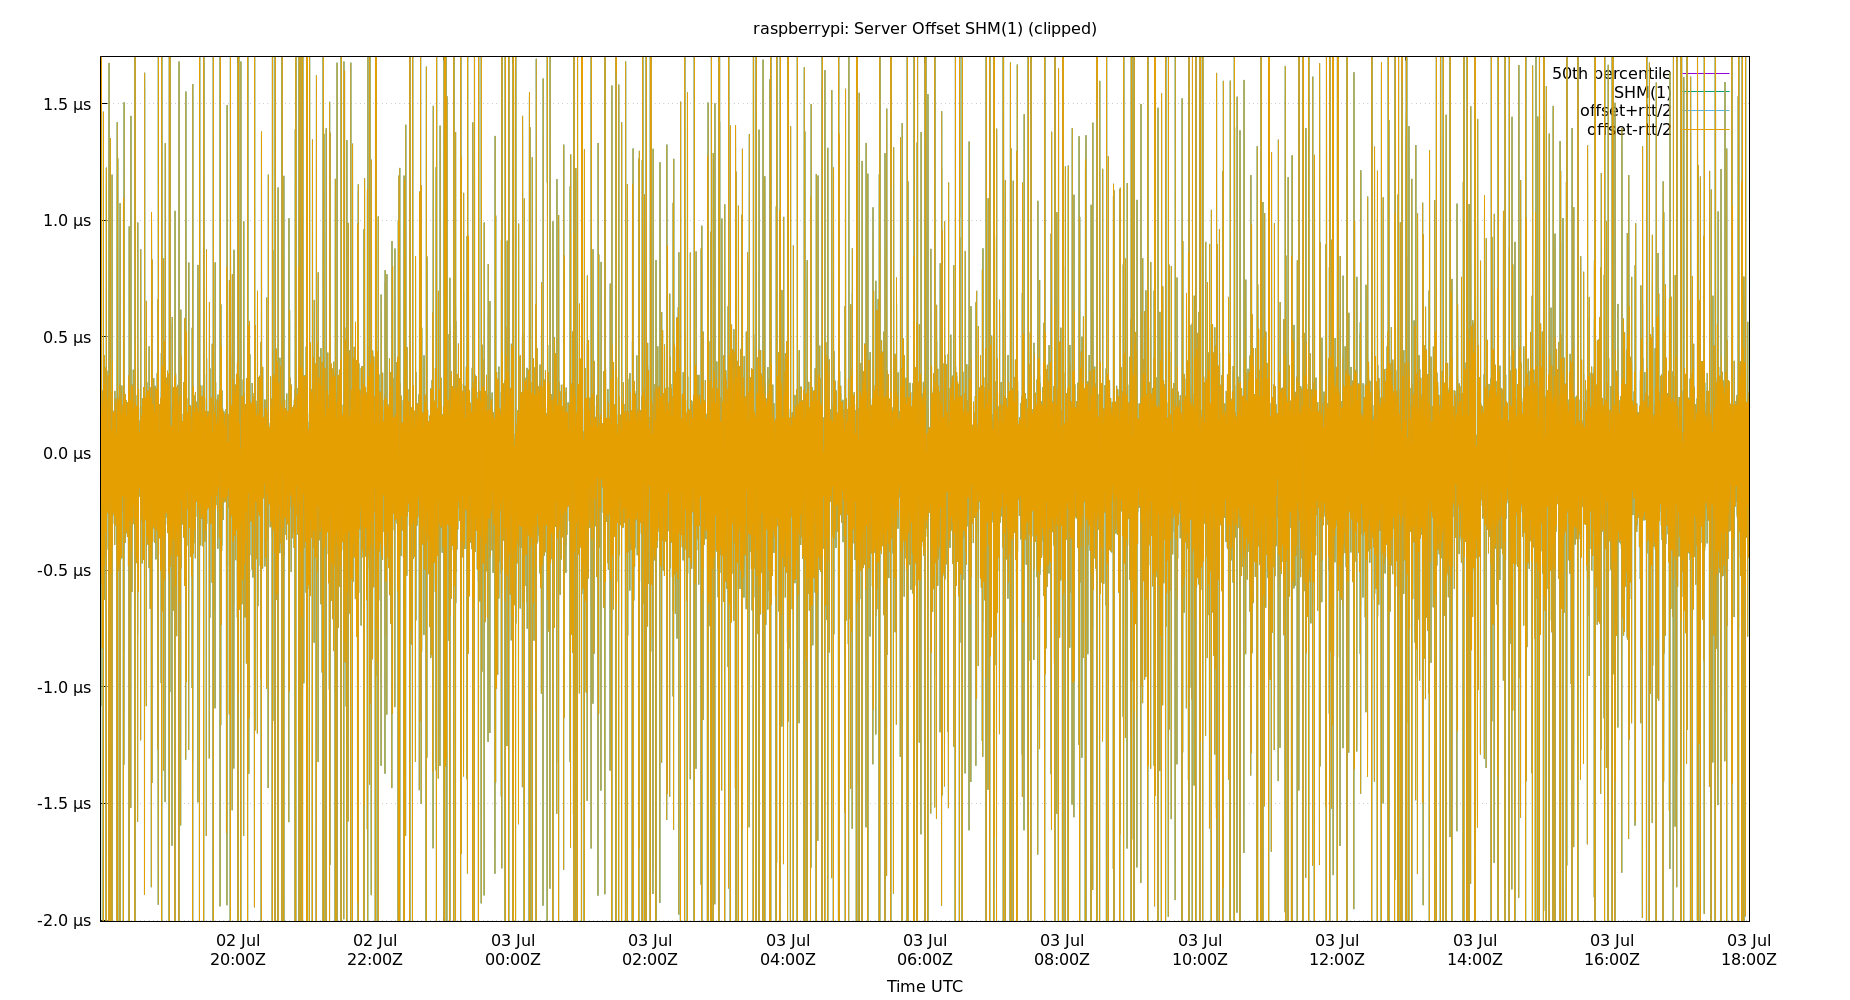 raspberrypi: Server Offset SHM(1) (clipped)
50th percentile
SHM(1)
offset+rtt/2
offset-rtt/2
1.5 µs
1.0 µs
0.5 µs
0.0 µs
-0.5 µs
-1.0 µs
-1.5 µs
-2.0 µs
02 Jul 02 Jul 03 Jul 03 Jul 03 Jul 03 Jul 03 Jul 03 Jul 03 Jul 03 Jul 03 Jul 03 Jul
20:00Z 22:00Z 00:00Z 02:00Z 04:00Z 06:00Z 08:00Z 10:00Z 12:00Z 14:00Z 16:00Z 18:00Z
Time UTC